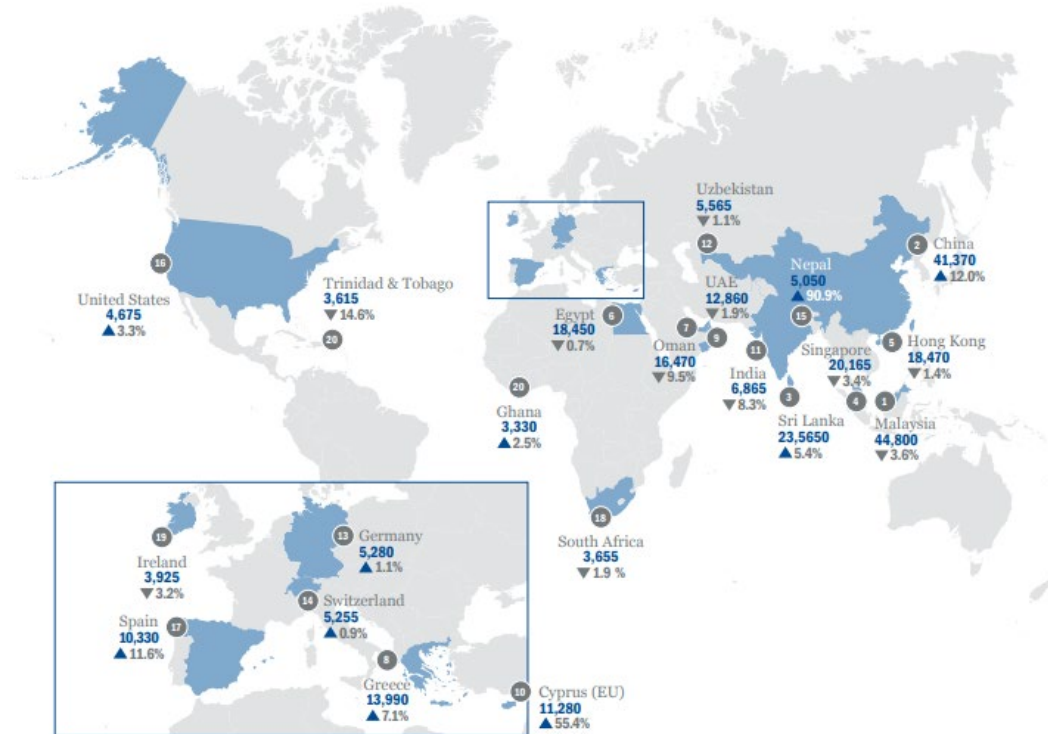 16
United States
4,675
▲ 3.3%
Trinidad & Tobago
3,615
▼ 14.6%
20
Uzbekistan
5,565
▼ 1.1%
12
2
China
41,370
▲ 12.0%
Nepal
5,050
▲ 90.9%
15
UAE
12,860
▼ 1.9%
9
Egypt
18,450
▼ 0.7%
6
7
Oman
16,470
▼ 9.5%
11
India
6,865
▼ 8.3%
5
Hong Kong
18,470
▼ 1.4%
Singapore
20,165
▼ 3.4%
4
3
Sri Lanka
23,5650
▲ 5.4%
1
Malaysia
44,800
▼ 3.6%
20
Ghana
3,330
▲ 2.5%
18
South Africa
3,655
▼ 1.9 %
19
Ireland
3,925
▼ 3.2%
13
Germany
5,280
▲ 1.1%
14
Switzerland
5,255
▲ 0.9%
Spain
17
10,330
▲ 11.6%
8
Greece
13,990
▲ 7.1%
10
Cyprus (EU)
11,280
▲ 55.4%